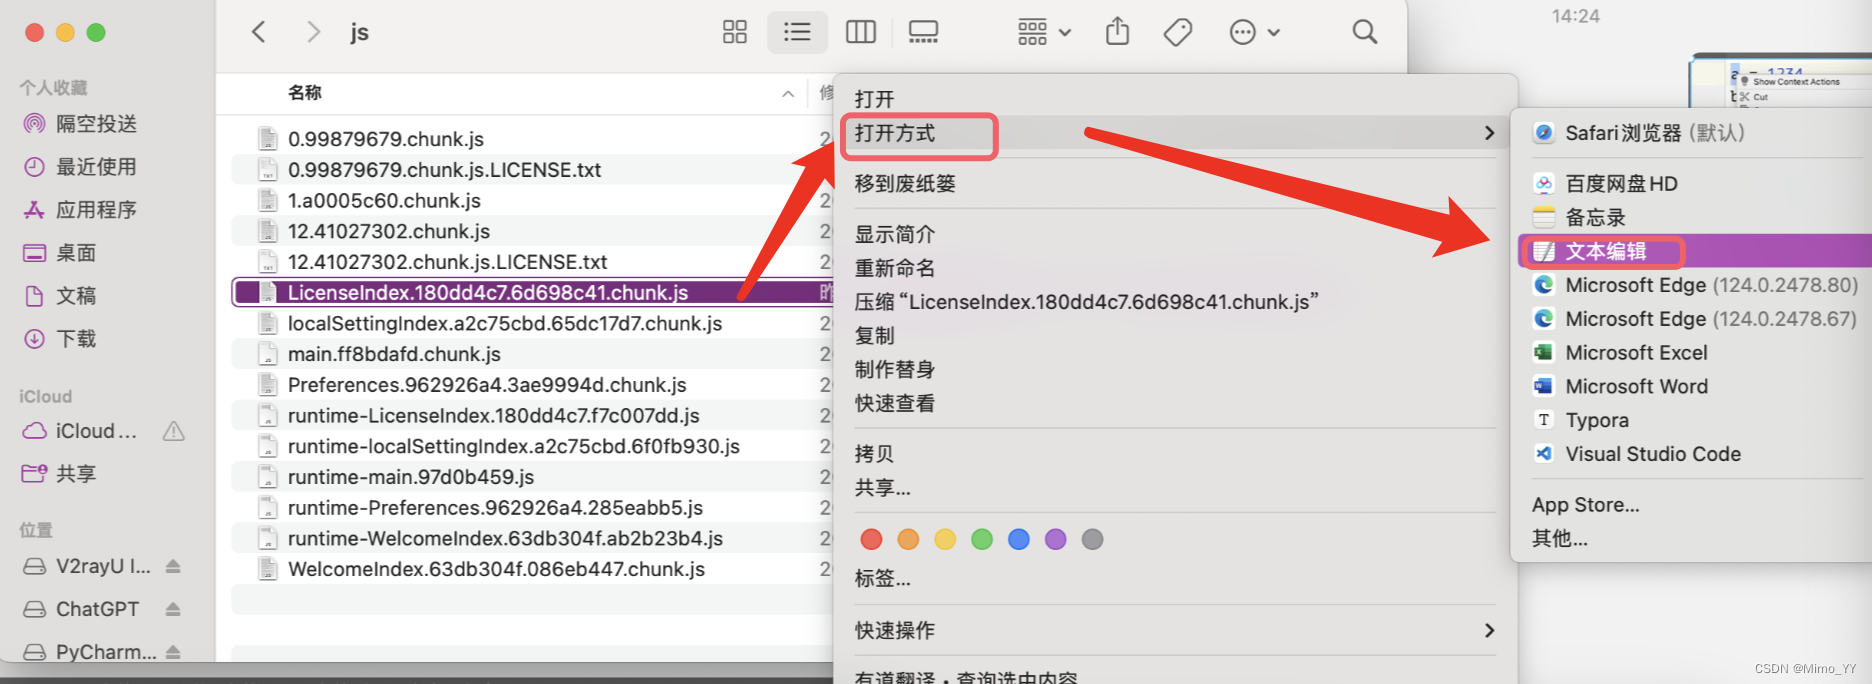 js
14:24
个人收藏
隔空投送
最近使用
应用程序
桌面
文稿
下载
iCloud
iCloud...
共享
位置
V2rayU I...
ChatGPT
PyCharm...
名称
修
0.99879679.chunk.js
0.99879679.chunk.js.LICENSE.txt
1.a0005c60.chunk.js
12.41027302.chunk.js
12.41027302.chunk.js.LICENSE.txt
LicenseIndex.180dd4c7.6d698c41.chunk.js
localSettingIndex.a2c75cbd.65dc17d7.chunk.js
main.ff8bdafd.chunk.js
Preferences.962926a4.3ae9994d.chunk.js
runtime-LicenseIndex.180dd4c7.f7c007dd.js
runtime-localSettingIndex.a2c75cbd.6f0fb930.js
runtime-main.97d0b459.js
runtime-Preferences.962926a4.285eabb5.js
runtime-WelcomeIndex.63db304f.ab2b23b4.js
WelcomeIndex.63db304f.086eb447.chunk.js
打开
打开方式
移到废纸篓
显示简介
重新命名
压缩“LicenseIndex.180dd4c7.6d698c41.chunk.js”
复制
制作替身
快速查看
拷贝
共享...
标签...
快速操作
有道翻译・查询选中内容
Show Context Actions
Cut
Safari浏览器 (默认)
百度网盘HD
备忘录
文本编辑
Microsoft Edge (124.0.2478.80)
Microsoft Edge (124.0.2478.67)
Microsoft Excel
Microsoft Word
Typora
Visual Studio Code
App Store...
其他...
CSDN @Mimo_YY